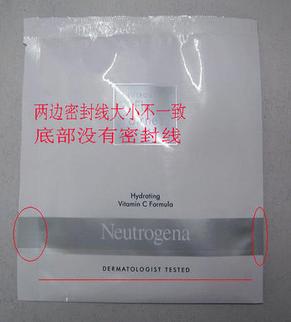 两边密封线大小不一致
底部没有密封线
Hydrating
Vitamin C Formula
Neutrogena
DERMATOLOGIST TESTED